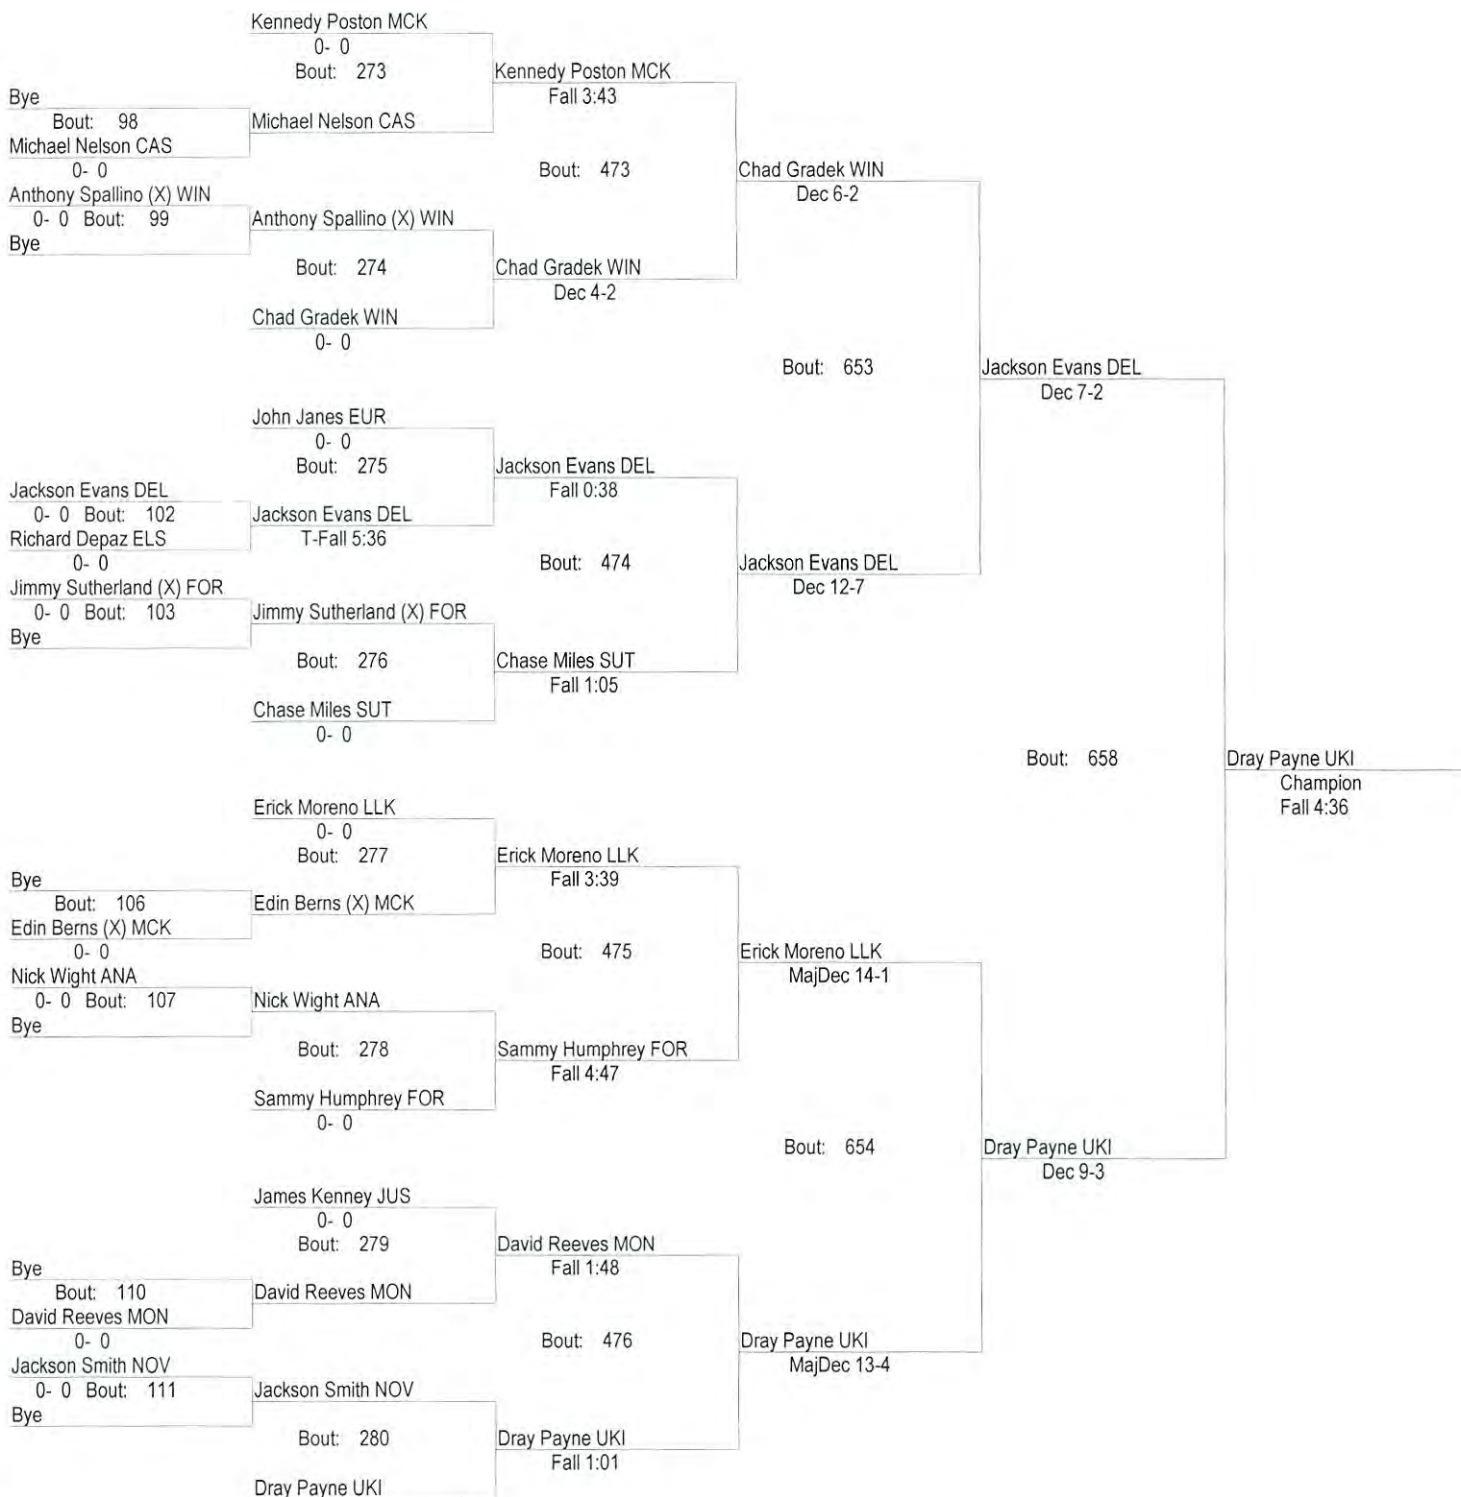 Kennedy Poston MCK
0- 0
Bout: 273
Kennedy Poston MCK
Fall 3:43
Bye
Bout: 98
Michael Nelson CAS
Michael Nelson CAS
0- 0
Bout: 473
Chad Gradek WIN
Dec 6-2
Anthony Spallino (X) WIN
0- 0 Bout: 99
Anthony Spallino (X) WIN
Bye
Bout: 274
Chad Gradek WIN
Dec 4-2
Chad Gradek WIN
0- 0
Bout: 653
Jackson Evans DEL
Dec 7-2
John Janes EUR
0- 0
Bout: 275
Jackson Evans DEL
Fall 0:38
Jackson Evans DEL
0- 0 Bout: 102
Jackson Evans DEL
T-Fall 5:36
Richard Depaz ELS
0- 0
Bout: 474
Jackson Evans DEL
Dec 12-7
Jimmy Sutherland (X) FOR
0- 0 Bout: 103
Jimmy Sutherland (X) FOR
Bye
Bout: 276
Chase Miles SUT
Fall 1:05
Chase Miles SUT
0- 0
Bout: 658
Dray Payne UKI
Champion
Fall 4:36
Erick Moreno LLK
0- 0
Bout: 277
Erick Moreno LLK
Fall 3:39
Bye
Bout: 106
Edin Berns (X) MCK
Edin Berns (X) MCK
0- 0
Bout: 475
Erick Moreno LLK
MajDec 14-1
Nick Wight ANA
0- 0 Bout: 107
Nick Wight ANA
Bye
Bout: 278
Sammy Humphrey FOR
Fall 4:47
Sammy Humphrey FOR
0- 0
Bout: 654
Dray Payne UKI
Dec 9-3
James Kenney JUS
0- 0
Bout: 279
David Reeves MON
Fall 1:48
Bye
Bout: 110
David Reeves MON
David Reeves MON
0- 0
Bout: 476
Dray Payne UKI
MajDec 13-4
Jackson Smith NOV
0- 0 Bout: 111
Jackson Smith NOV
Bye
Bout: 280
Dray Payne UKI
Fall 1:01
Dray Payne UKI